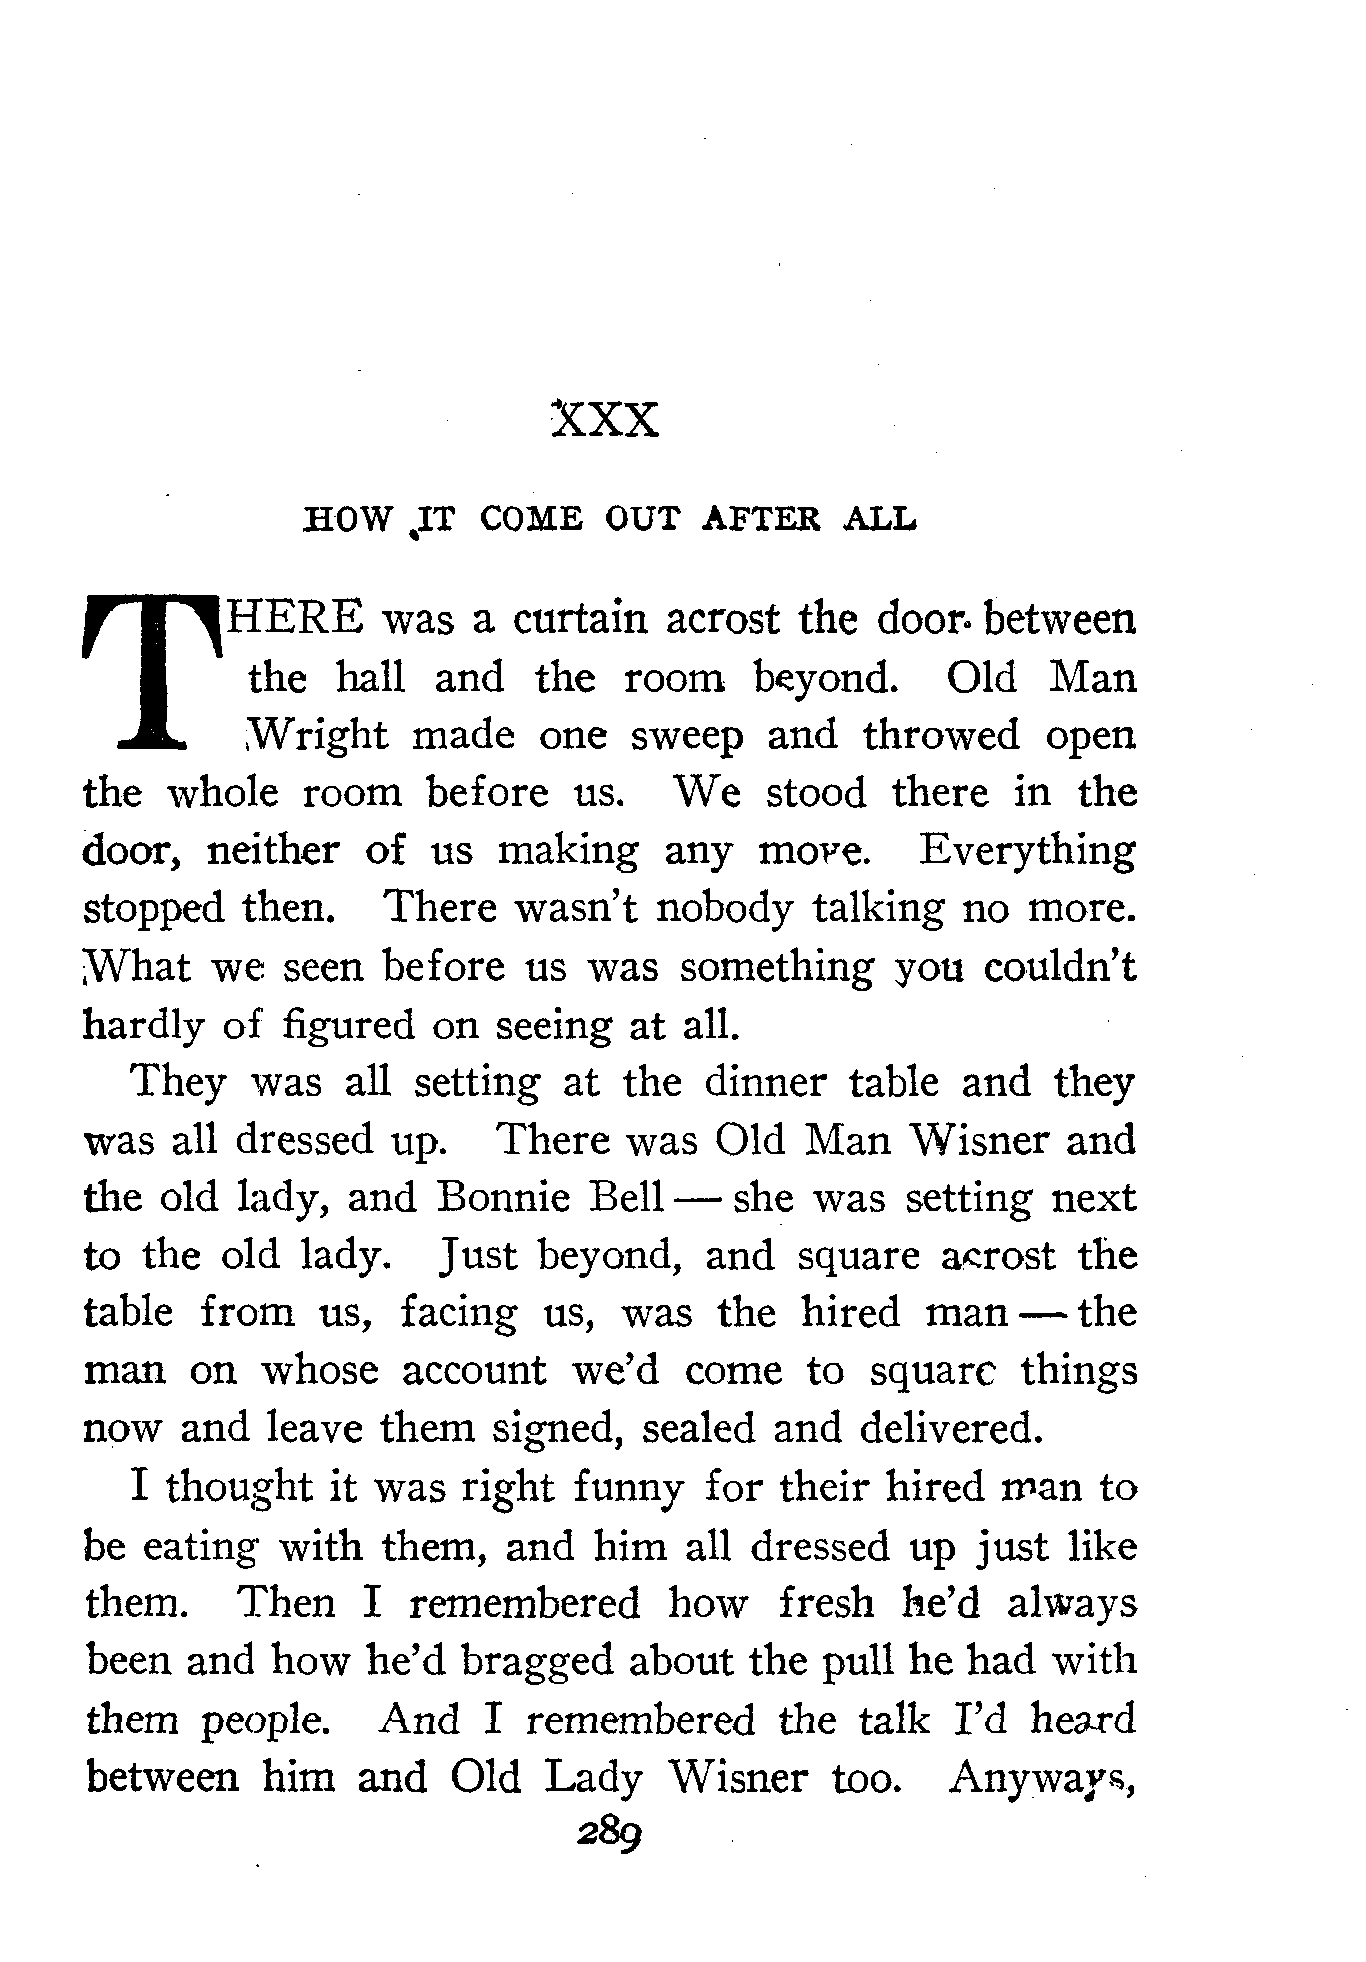 XXX
HOW IT COME OUT AFTER ALL
THERE was a curtain acrost the door between
the hall and the room beyond. Old Man
Wright made one sweep and throwed open
the whole room before us. We stood there in the
door, neither of us making any move. Everything
stopped then. There wasn't nobody talking no more.
What we seen before us was something you couldn't
hardly of figured on seeing at all.
They was all setting at the dinner table and they
was all dressed up. There was Old Man Wisner and
the old lady, and Bonnie Bell — she was setting next
to the old lady. Just beyond, and square acrost the
table from us, facing us, was the hired man — the
man on whose account we'd come to square things
now and leave them signed, sealed and delivered.
I thought it was right funny for their hired man to
be eating with them, and him all dressed up just like
them. Then I remembered how fresh he'd always
been and how he'd bragged about the pull he had with
them people. And I remembered the talk I'd heard
between him and Old Lady Wisner too. Anyways,
289